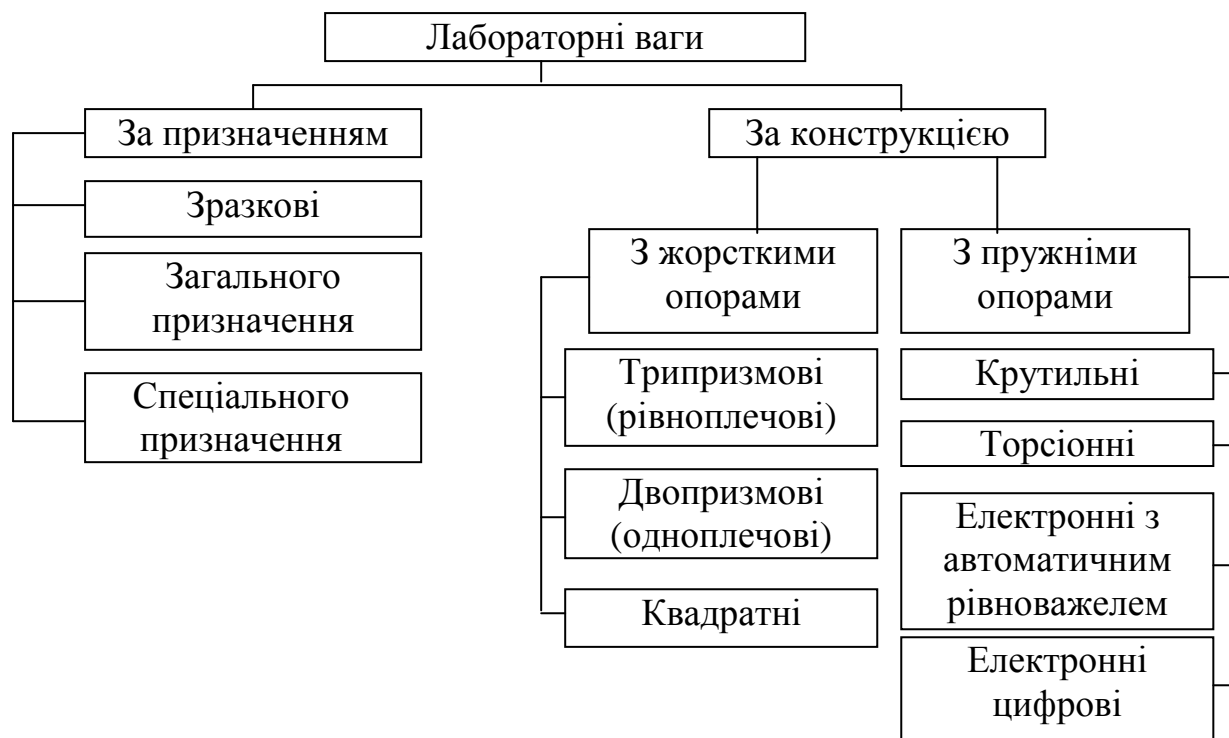 Лабораторні ваги
За призначенням
Зразкові
Загального
призначення
Спеціального
призначення
За конструкцією
З жорсткими
опорами
Трипризмові
(рівноплечові)
Двопризмові
(одноплечові)
Квадратні
З пружніми
опорами
Крутильні
Торсіонні
Електронні з
автоматичним
рівноважелем
Електронні
цифрові